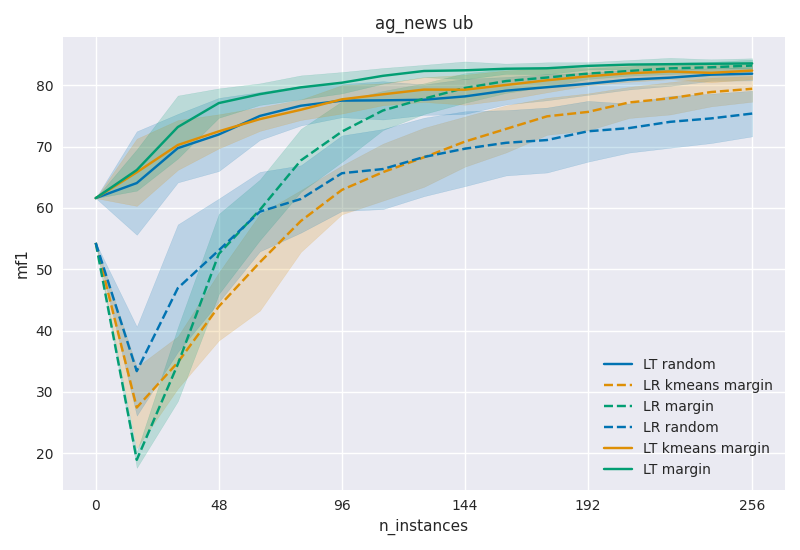 ag_news ub
mf1
80
70
60
50
40
30
20
LT random
LR kmeans margin
LR margin
LR random
LT kmeans margin
LT margin
0 48 96 144 192 256
n_instances